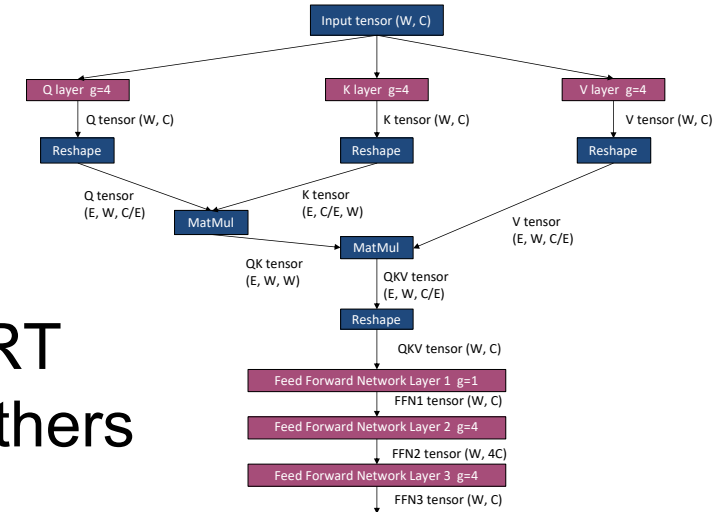 Input tensor (W, C)
Q layer g=4
K layer g=4
V layer g=4
Q tensor (W, C)
K tensor (W, C)
V tensor (W, C)
Reshape
Reshape
Reshape
Q tensor
(E, W, C/E)
K tensor
(E, C/E, W)
V tensor
(E, W, C/E)
MatMul
MatMul
QK tensor
(E, W, W)
QKV tensor
(E, W, C/E)
Reshape
QKV tensor (W, C)
Feed Forward Network Layer 1 g=1
FFN1 tensor (W, C)
Feed Forward Network Layer 2 g=4
FFN2 tensor (W, 4C)
Feed Forward Network Layer 3 g=4
FFN3 tensor (W, C)
RT
thers